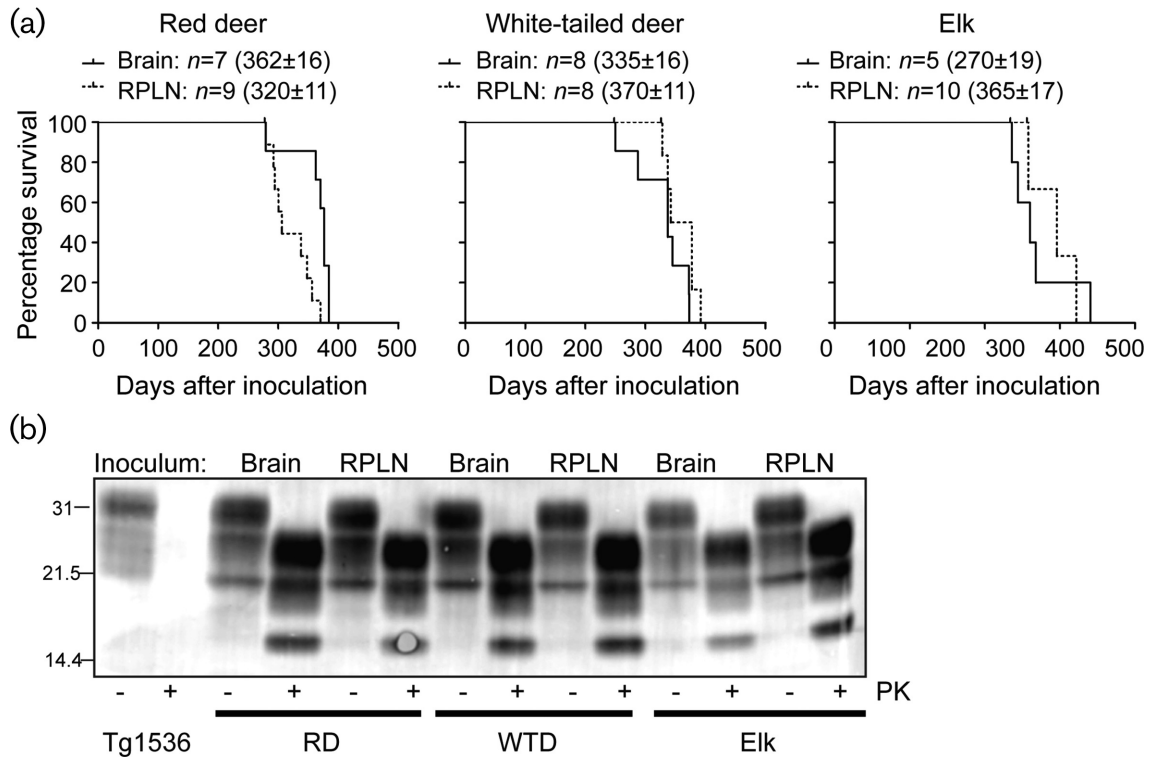 (a)
Red deer
Brain: n=7 (362±16)
RPLN: n=9 (320±11)
White-tailed deer
Brain: n=8 (335±16)
RPLN: n=8 (370±11)
Elk
Brain: n=5 (270±19)
RPLN: n=10 (365±17)
Percentage survival
100
80
60
40
20
0
0 100 200 300 400 500
0 100 200 300 400 500
0 100 200 300 400 500
Days after inoculation
Days after inoculation
Days after inoculation
(b)
Inoculum: Brain RPLN Brain RPLN Brain RPLN
31
21.5
14.4
- + - + - + - + - + - + - + PK
Tg1536 RD WTD Elk